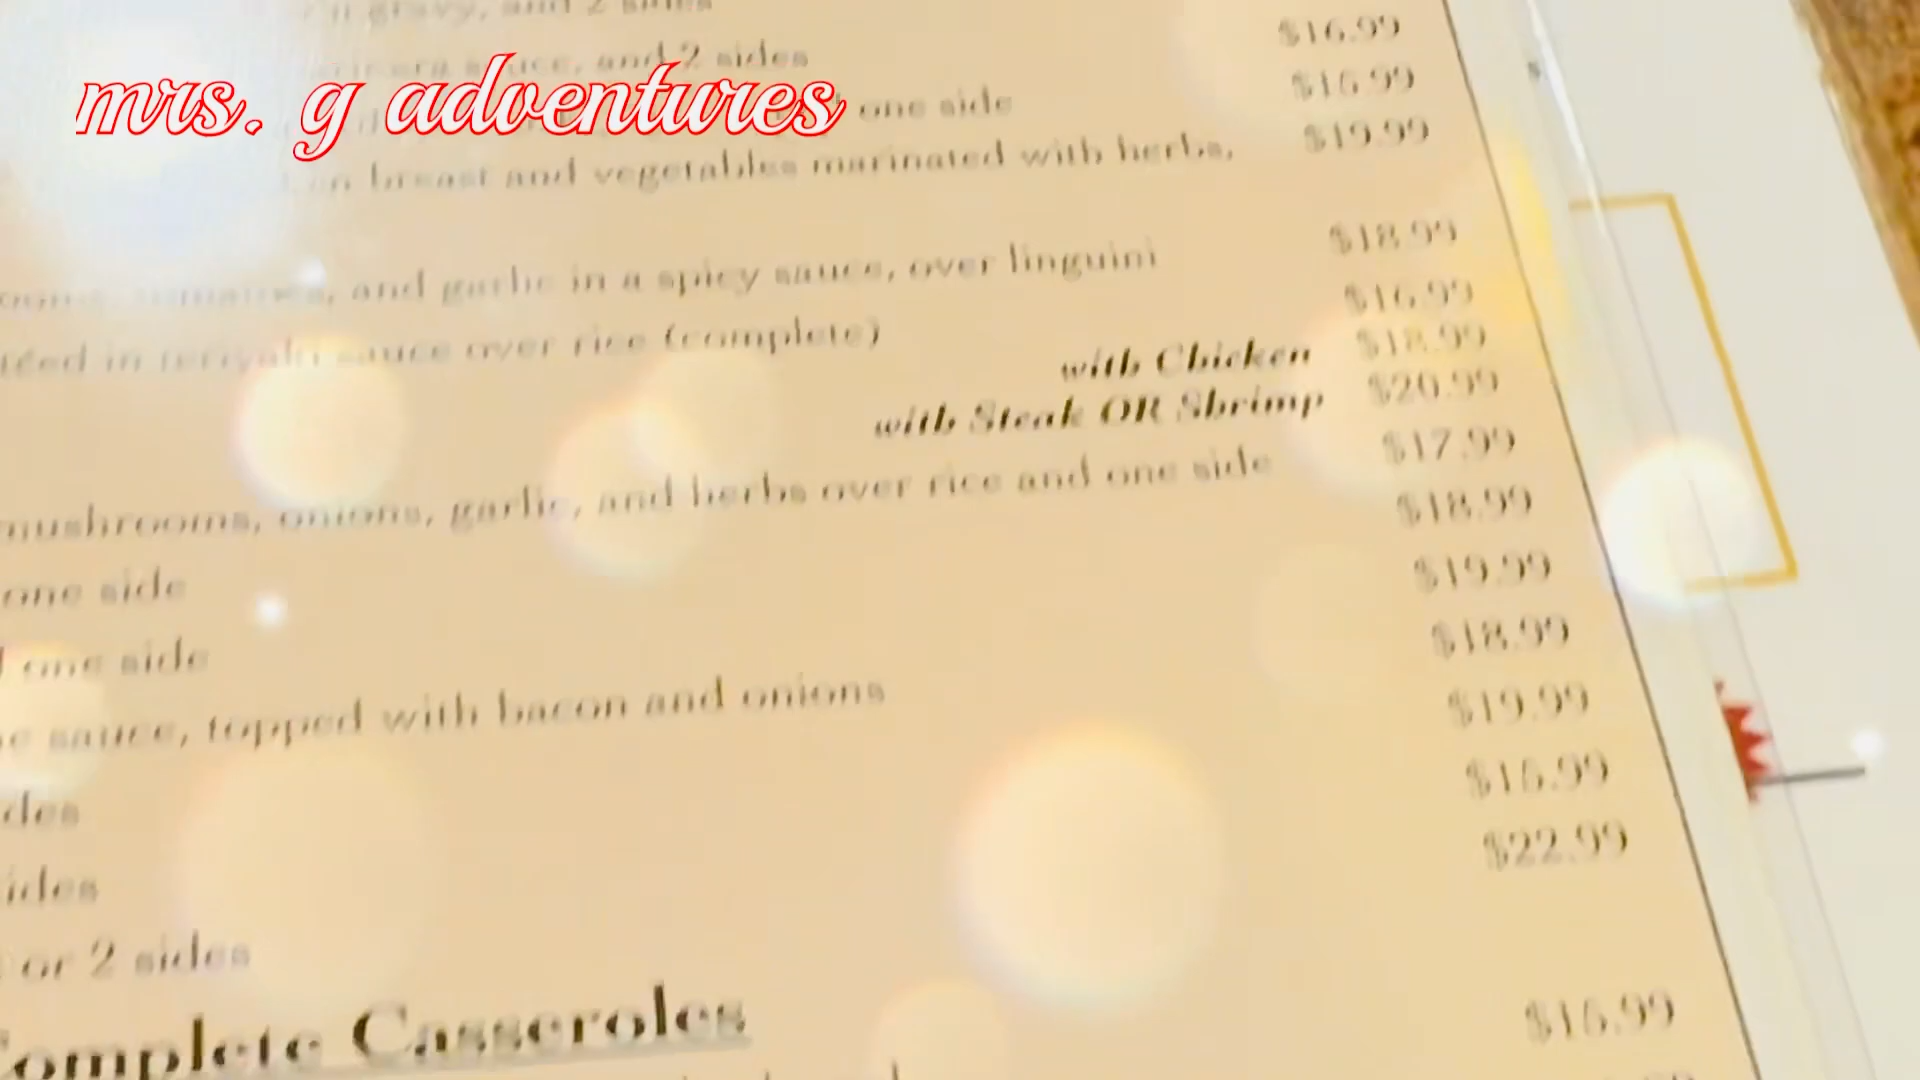 gravy, and 2 sides
$16.99
sauce, and 2 sides
mrs. g adventures
one side $15.99
breast and vegetables marinated with herbs, $19.99
and garlic in a spicy sauce, over linguini $18.99
in teriyaki sauce over rice (complete) $16.99
with Chicken $18.99
with Steak OR Shrimp $20.99
mushrooms, onions, garlic, and herbs over rice and one side $17.99
one side $18.99
one side $19.99
sauce, topped with bacon and onions $18.99
$19.99
$15.99
or 2 sides $22.99
Complete Casseroles
$15.99